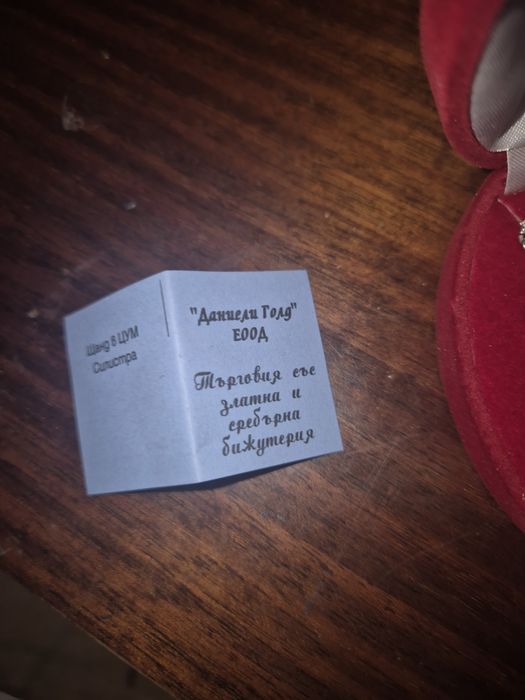 Щанд в ЦУМ
Силистра
"Даниели Голд"
ЕООД
Търговия със
златна и
сребърна
бижутерия